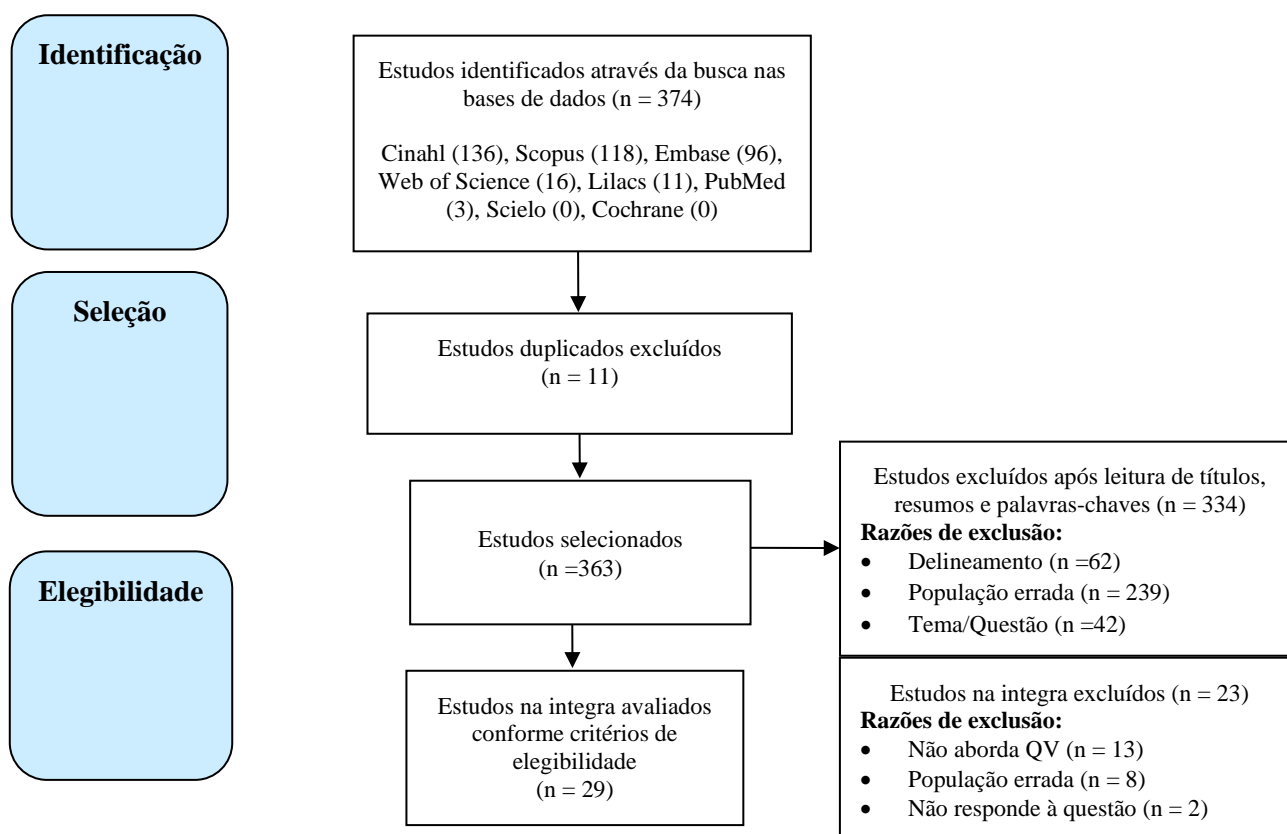 Identificação
Estudos identificados através da busca nas
bases de dados (n = 374)
Cinahl (136), Scopus (118), Embase (96),
Web of Science (16), Lilacs (11), PubMed
(3), Scielo (0), Cochrane (0)
Seleção
Estudos duplicados excluídos
(n = 11)
Estudos selecionados
(n =363)
Estudos excluídos após leitura de títulos,
resumos e palavras-chaves (n = 334)
Razões de exclusão:
• Delineamento (n =62)
• População errada (n = 239)
• Tema/Questão (n =42)
Elegibilidade
Estudos na integra avaliados
conforme critérios de
elegibilidade
(n = 29)
Estudos na integra excluídos (n = 23)
Razões de exclusão:
• Não aborda QV (n = 13)
• População errada (n = 8)
• Não responde à questão (n = 2)